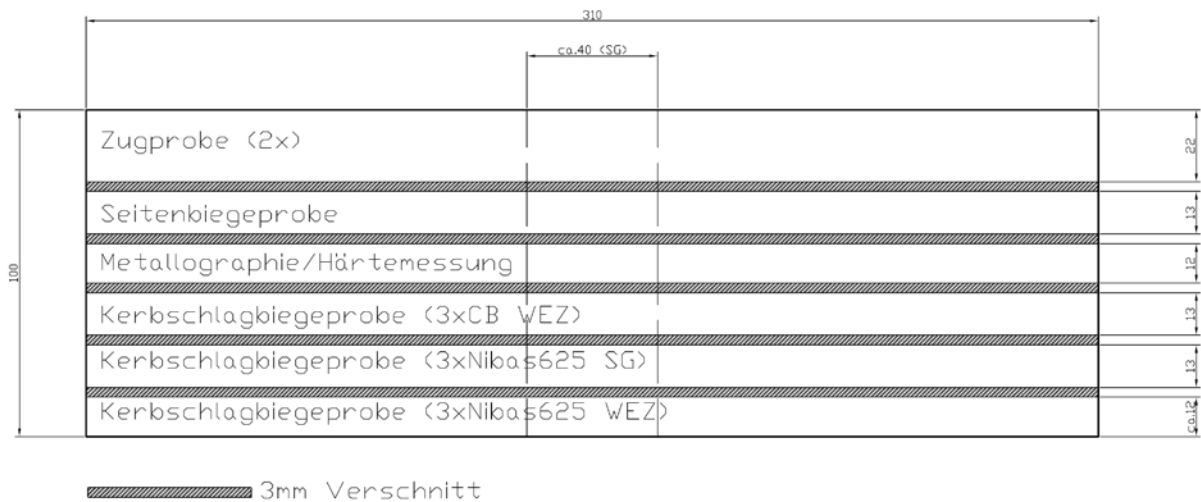 310
ca.40 (SG)
100
Zugprobe (2x)
22
Seitenbiegeprobe
13
Metallographie/Härtemessung
12
Kerbschlagbiegeprobe (3xCB WEZ)
13
Kerbschlagbiegeprobe (3xNibas625 SG)
13
Kerbschlagbiegeprobe (3xNibas625 WEZ)
ca.12
3mm Verschnitt